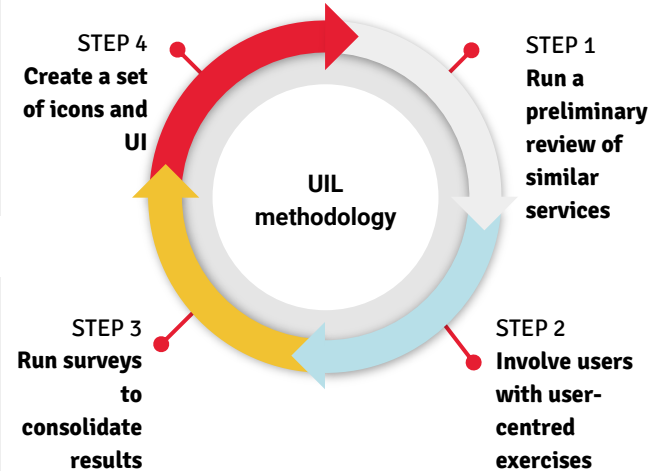 STEP 4
Create a set
of icons and
UI
STEP 1
Run a
preliminary
review of
similar
services
UIL
methodology
STEP 3
Run surveys
to
consolidate
results
STEP 2
Involve users
with user-
centred
exercises